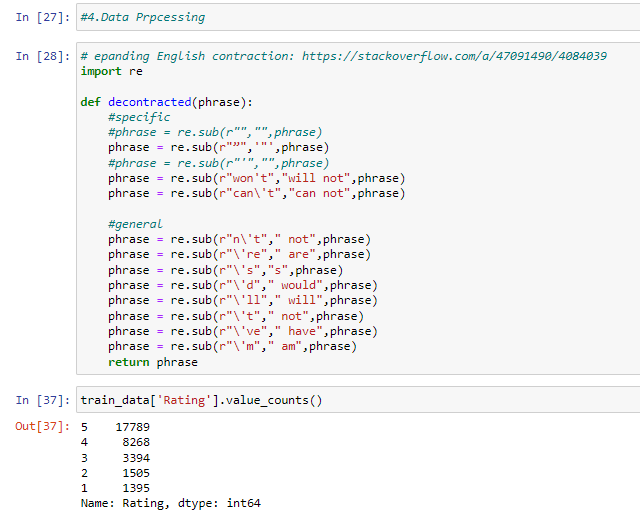 In [27]: #4.Data Prpcessing
In [28]: # epanding English contraction: https://stackoverflow.com/a/47091490/4084039
import re
def decontracted(phrase):
#specific
#phrase = re.sub(r"","",phrase)
phrase = re.sub(r"”",'"',phrase)
#phrase = re.sub(r"'","",phrase)
phrase = re.sub(r"won't","will not",phrase)
phrase = re.sub(r"can\'t","can not",phrase)
#general
phrase = re.sub(r"n\'t"," not",phrase)
phrase = re.sub(r"\'re"," are",phrase)
phrase = re.sub(r"\'s","s",phrase)
phrase = re.sub(r"\'d"," would",phrase)
phrase = re.sub(r"\'ll"," will",phrase)
phrase = re.sub(r"\'t"," not",phrase)
phrase = re.sub(r"\'ve"," have",phrase)
phrase = re.sub(r"\'m"," am",phrase)
return phrase
In [37]: train_data['Rating'].value_counts()
Out[37]: 5 17789
4 8268
3 3394
2 1505
1 1395
Name: Rating, dtype: int64